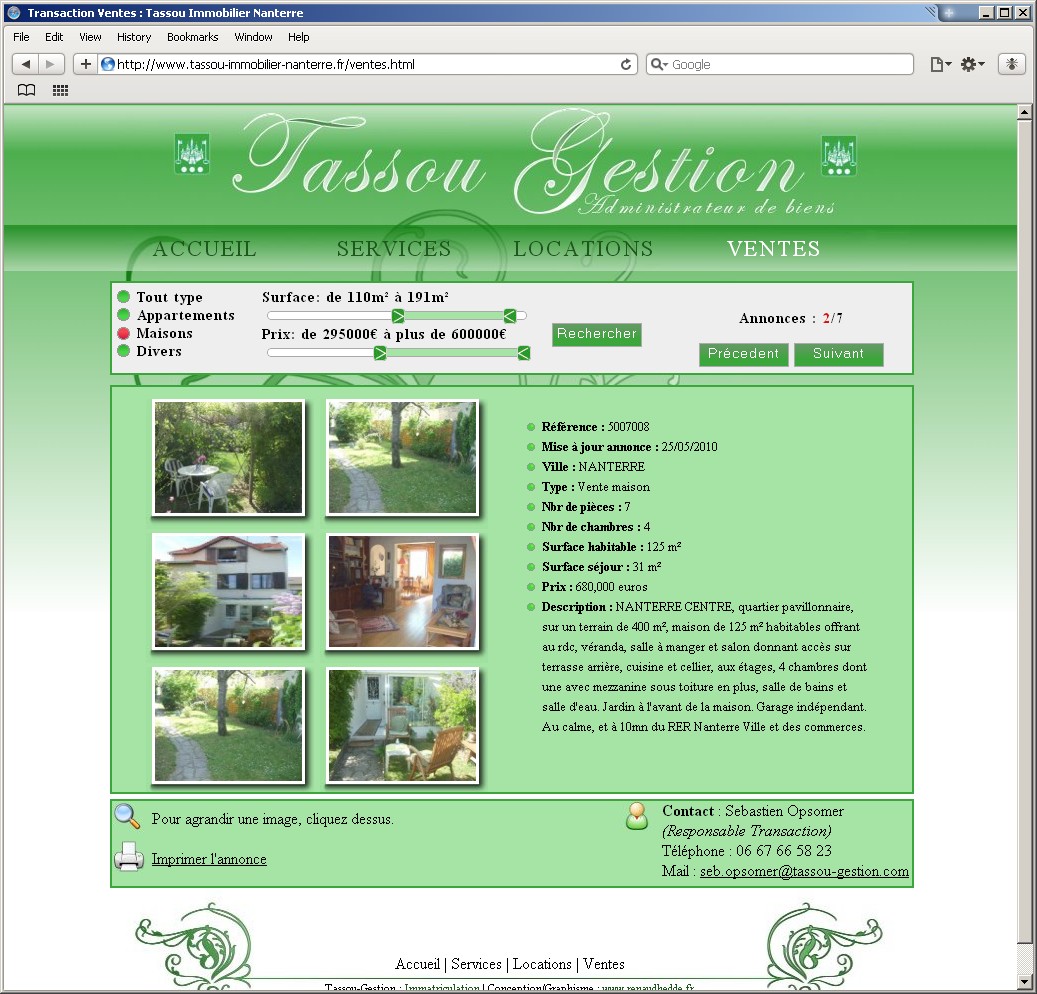 Transaction Ventes : Tassou Immobilier Nanterre
File Edit View History Bookmarks Window Help
http://www.tassou-immobilier-nanterre.fr/ventes.html
Google
Tassou Gestion
Administrateur de biens
ACCUEIL SERVICES LOCATIONS VENTES
Tout type
Appartements
Maisons
Divers
Surface: de 110m² à 191m²
Prix: de 295000€ à plus de 600000€
Rechercher
Annonces : 2/7
Précedent Suivant
Référence : 5007008
Mise à jour annonce : 25/05/2010
Ville : NANTERRE
Type : Vente maison
Nbr de pièces : 7
Nbr de chambres : 4
Surface habitable : 125 m²
Surface séjour : 31 m²
Prix : 680,000 euros
Description : NANTERRE CENTRE, quartier pavillonnaire,
sur un terrain de 400 m², maison de 125 m² habitables offrant
au rdc, véranda, salle à manger et salon donnant accès sur
terrasse arrière, cuisine et cellier, aux étages, 4 chambres dont
une avec mezzanine sous toiture en plus, salle de bains et
salle d'eau. Jardin à l'avant de la maison. Garage indépendant.
Au calme, et à 10mn du RER Nanterre Ville et des commerces.
Pour agrandir une image, cliquez dessus.
Imprimer l'annonce
Contact : Sebastien Opsomer
(Responsable Transaction)
Téléphone : 06 67 66 58 23
Mail : seb.opsomer@tassou-gestion.com
Accueil | Services | Locations | Ventes
Tassou-Gestion : Immatriculation | Conception/Graphisme : www.renaudhedde.fr